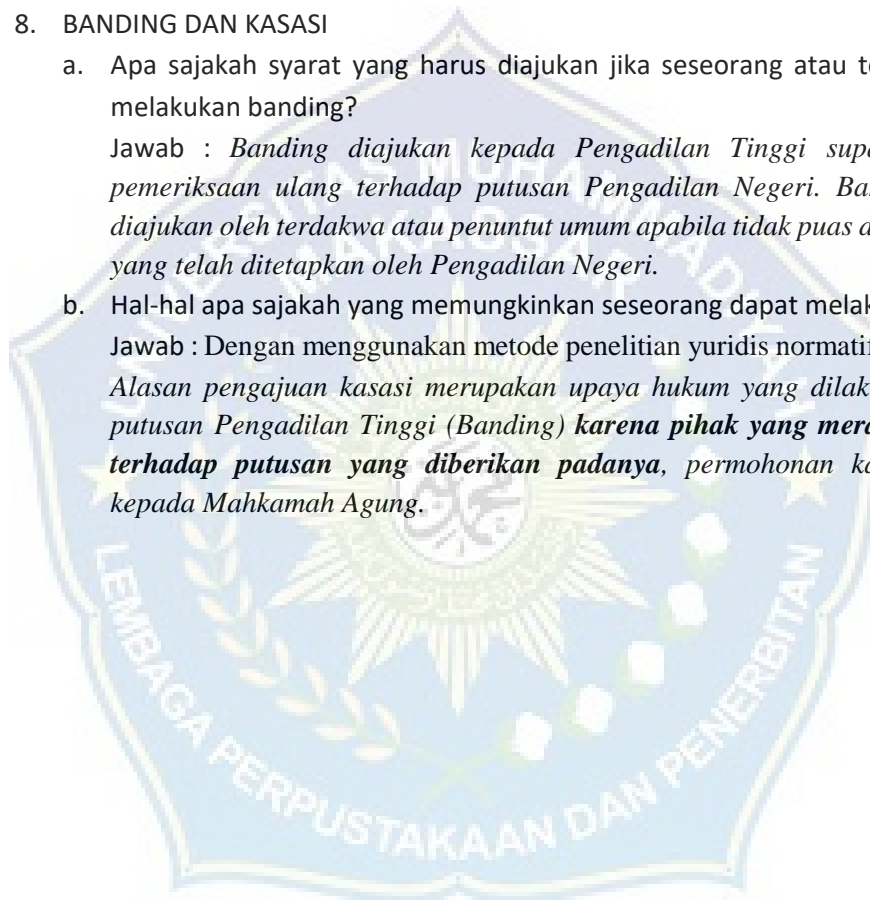 8. BANDING DAN KASASI
a. Apa sajakah syarat yang harus diajukan jika seseorang atau
melakukan banding?
Jawab : Banding diajukan kepada Pengadilan Tinggi
pemeriksaan ulang terhadap putusan Pengadilan Negeri.
diajukan oleh terdakwa atau penuntut umum apabila tidak puas
yang telah ditetapkan oleh Pengadilan Negeri.
b. Hal-hal apa sajakah yang memungkinkan seseorang dapat
Jawab : Dengan menggunakan metode penelitian yuridis normatif
Alasan pengajuan kasasi merupakan upaya hukum yang
putusan Pengadilan Tinggi (Banding) karena pihak yang
terhadap putusan yang diberikan padanya, permohonan
kepada Mahkamah Agung.
UNIVERSITAS MUHAMMADIYAH
MAKASSAR
LEMBAGA PERPUSTAKAAN DAN PENERBITAN